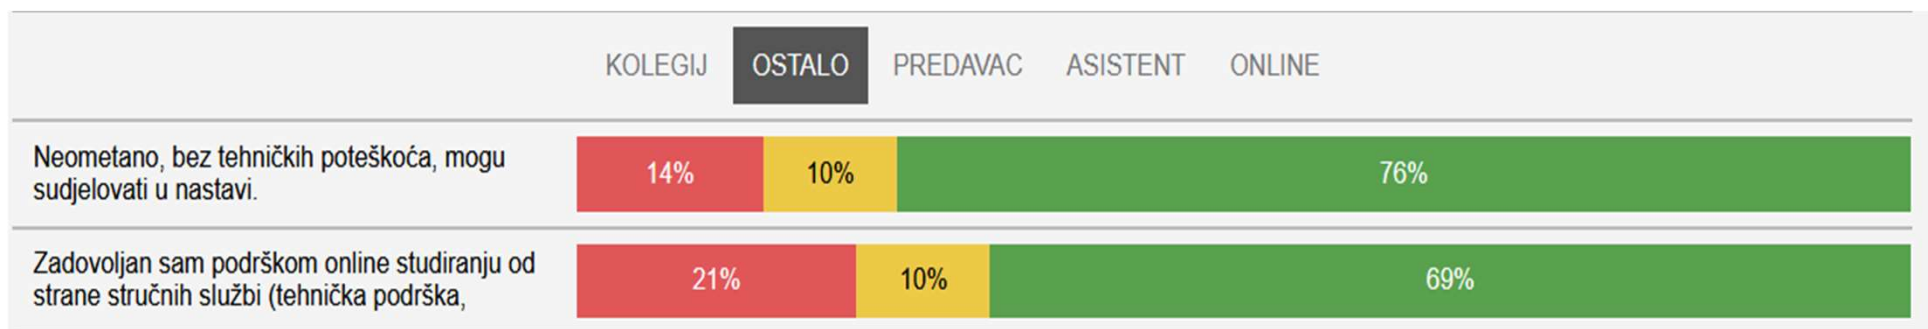 KOLEGIJ OSTALO PREDAVAC ASISTENT ONLINE
Neometano, bez tehničkih poteškoća, mogu
sudjelovati u nastavi.
14% 10% 76%
Zadovoljan sam podrškom online studiranju od
strane stručnih službi (tehnička podrška,
21% 10% 69%